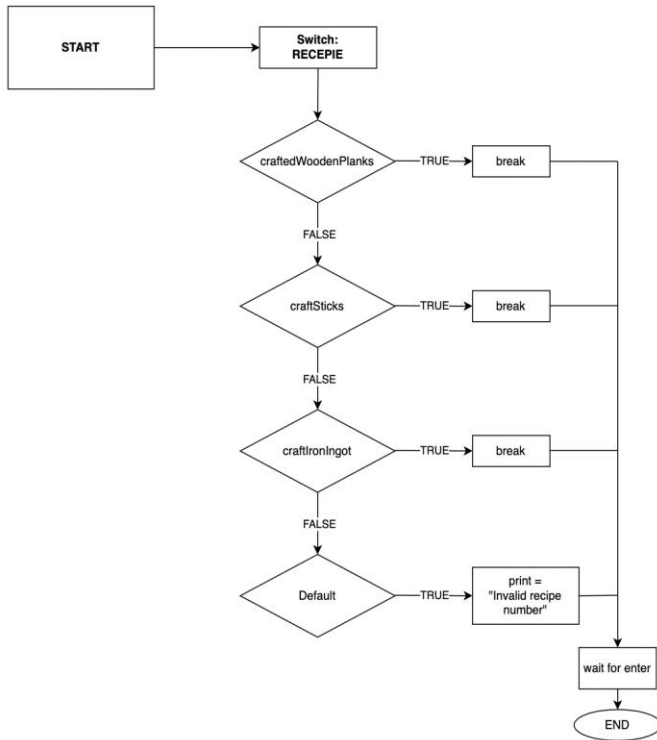 START
Switch:
RECEPIE
craftedWoodenPlanks
TRUE
break
FALSE
craftSticks
TRUE
break
FALSE
craftIronIngot
TRUE
break
FALSE
Default
TRUE
print =
"Invalid recipe
number"
wait for enter
END